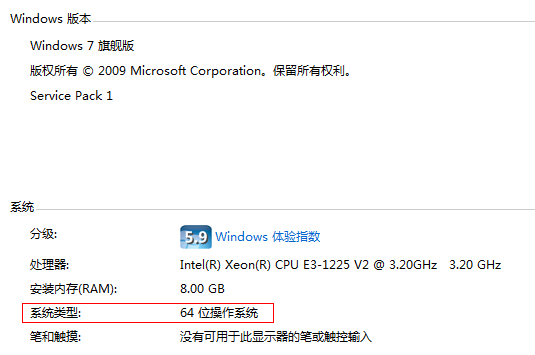 Windows 版本
Windows 7 旗舰版
版权所有 © 2009 Microsoft Corporation。保留所有权利。
Service Pack 1
系统
分级: 5.9 Windows 体验指数
处理器: Intel(R) Xeon(R) CPU E3-1225 V2 @ 3.20GHz 3.20 GHz
安装内存(RAM): 8.00 GB
系统类型: 64 位操作系统
笔和触摸: 没有可用于此显示器的笔或触控输入